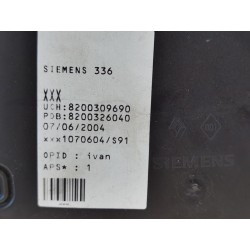 SIEMENS 336
XXX
UCH:8200309690
PDB:8200326040
07/06/2004
xxx1070604/S91
OPID : ivan
APS* : 1
SIEMENS